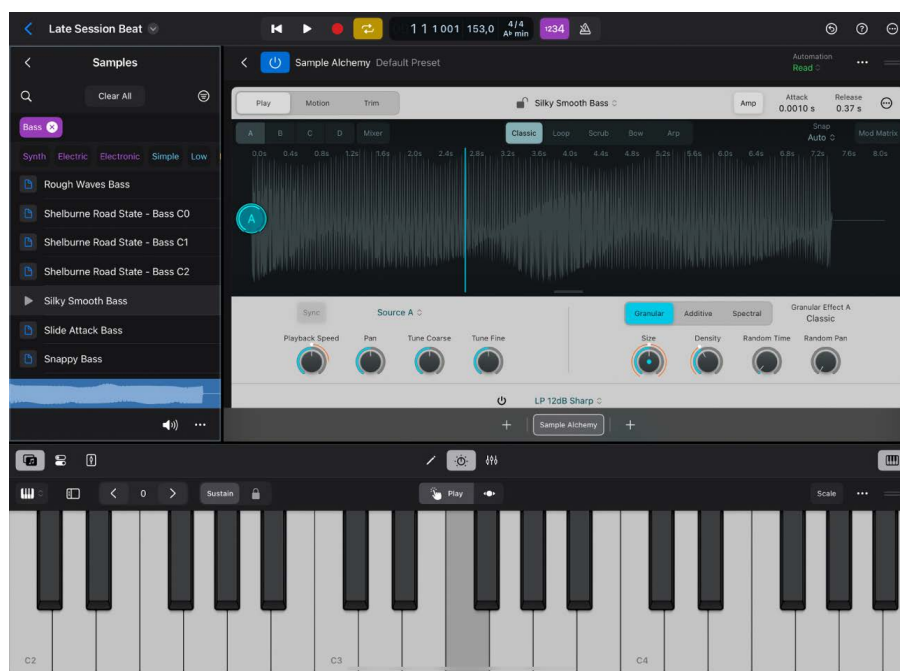 Late Session Beat
1 1 1 001 153,0 4/4 A♭ min 1234
Samples
Clear All
Bass
Synth Electric Electronic Simple Low
Rough Waves Bass
Shelburne Road State - Bass C0
Shelburne Road State - Bass C1
Shelburne Road State - Bass C2
Silky Smooth Bass
Slide Attack Bass
Snappy Bass
Sample Alchemy Default Preset
Automation
Read
Play Motion Trim
Silky Smooth Bass
Amp
Attack
0.0010 s
Release
0.37 s
A B C D Mixer
Classic Loop Scrub Bow Arp
Snap
Auto
Mod Matrix
0.0s 0.4s 0.8s 1.2s 1.6s 2.0s 2.4s 2.8s 3.2s 3.6s 4.0s 4.4s 4.8s 5.2s 5.6s 6.0s 6.4s 6.8s 7.2s 7.6s 8.0s
A
Sync
Source A
Granular Additive Spectral
Granular Effect A
Classic
Playback Speed Pan Tune Coarse Tune Fine
Size Density Random Time Random Pan
LP 12dB Sharp
Sample Alchemy
0
Sustain
Play
Scale
C2 C3 C4